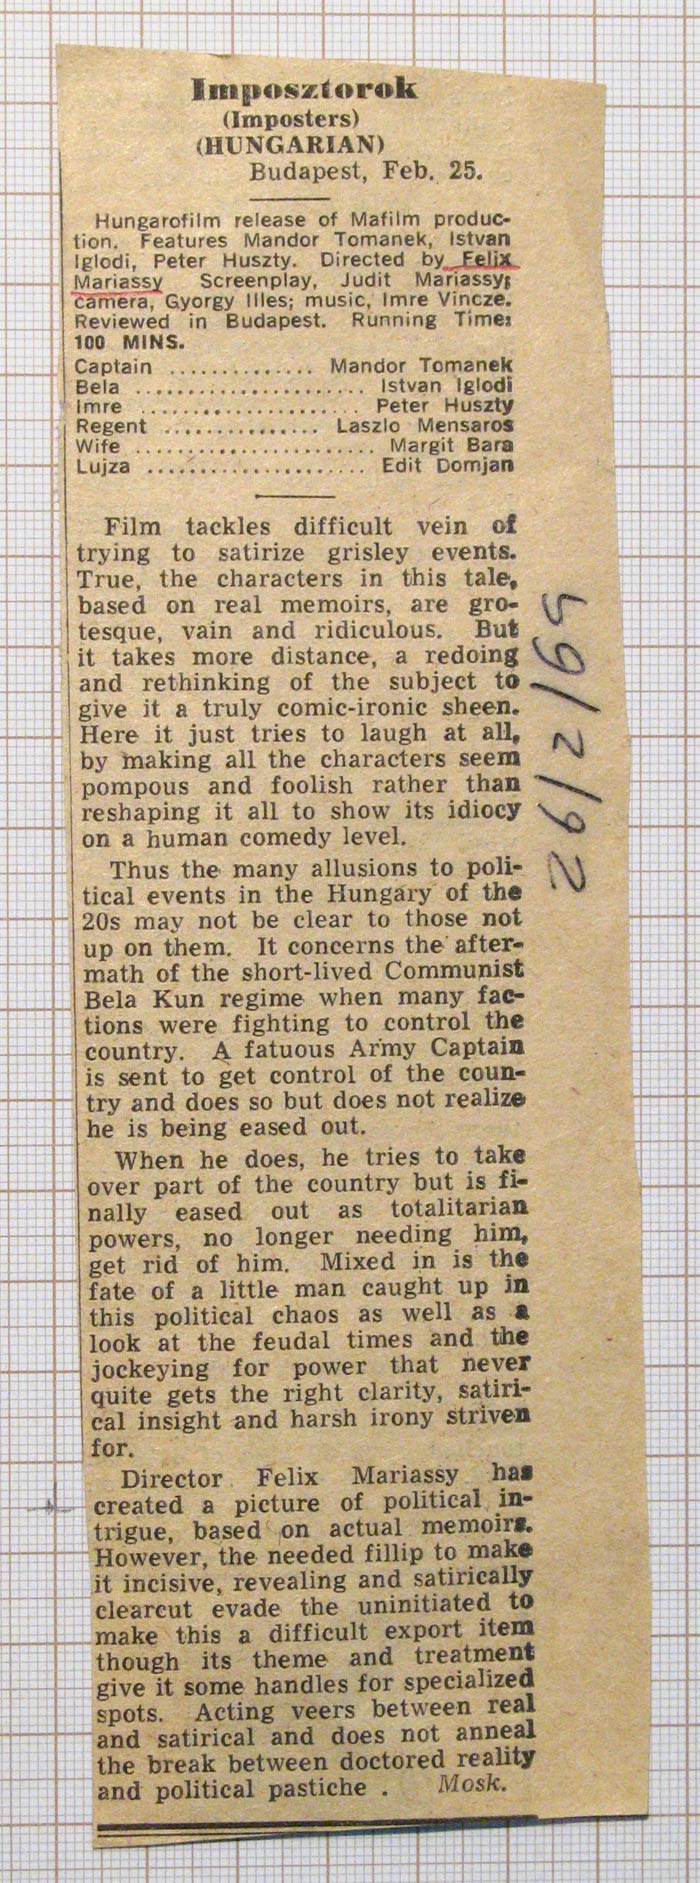 Imposztorok
(Imposters)
(HUNGARIAN)
Budapest, Feb. 25.
Hungarofilm release of Mafilm produc-
tion. Features Mandor Tomanek, Istvan
Iglodi, Peter Huszty. Directed by Felix
Mariassy Screenplay, Judit Mariassy;
camera, Gyorgy Illes; music, Imre Vincze.
Reviewed in Budapest. Running Time:
100 MINS.
Captain ............. Mandor Tomanek
Bela ...................... Istvan Iglodi
Imre ..................... Peter Huszty
Regent ............... Laszlo Mensaros
Wife ....................... Margit Bara
Lujza ..................... Edit Domjan
Film tackles difficult vein of
trying to satirize grisley events.
True, the characters in this tale,
based on real memoirs, are gro-
tesque, vain and ridiculous. But
it takes more distance, a redoing
and rethinking of the subject to
give it a truly comic-ironic sheen.
Here it just tries to laugh at all,
by making all the characters seem
pompous and foolish rather than
reshaping it all to show its idiocy
on a human comedy level.
Thus the many allusions to poli-
tical events in the Hungary of the
20s may not be clear to those not
up on them. It concerns the after-
math of the short-lived Communist
Bela Kun regime when many fac-
tions were fighting to control the
country. A fatuous Army Captain
is sent to get control of the coun-
try and does so but does not realize
he is being eased out.
When he does, he tries to take
over part of the country but is fi-
nally eased out as totalitarian
powers, no longer needing him,
get rid of him. Mixed in is the
fate of a little man caught up in
this political chaos as well as a
look at the feudal times and the
jockeying for power that never
quite gets the right clarity, satiri-
cal insight and harsh irony striven
for.
Director Felix Mariassy has
created a picture of political in-
trigue, based on actual memoirs.
However, the needed fillip to make
it incisive, revealing and satirically
clearcut evade the uninitiated to
make this a difficult export item
though its theme and treatment
give it some handles for specialized
spots. Acting veers between real
and satirical and does not anneal
the break between doctored reality
and political pastiche . Mosk.
26/2/69